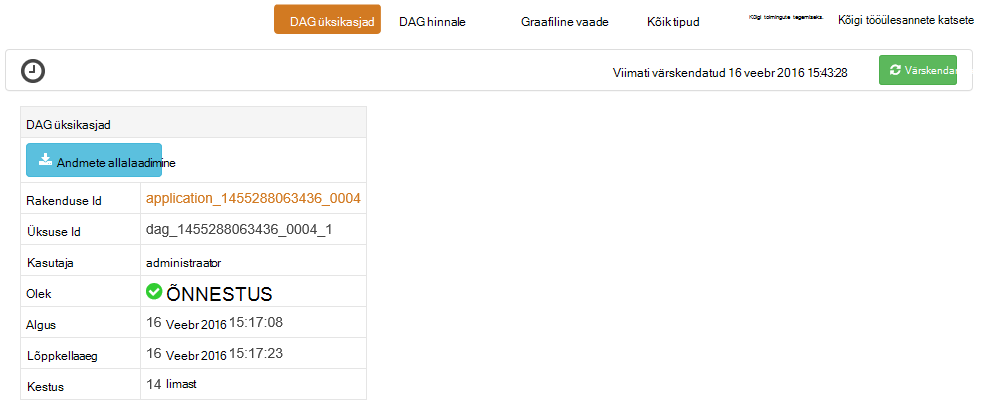 DAG üksikasjad DAG hinnale Graafiline vaade Kõik tipud Kõigi toimingute tegemiseks. Kõigi tööülesannete katsete
Viimati värskendatud 16 veebr 2016 15:43:28 Värskenda
DAG üksikasjad
Andmete allalaadimine
Rakenduse Id application_1455288063436_0004
Üksuse Id dag_1455288063436_0004_1
Kasutaja administraator
Olek ÕNNESTUS
Algus 16 Veebr 2016 15:17:08
Lõppkellaaeg 16 Veebr 2016 15:17:23
Kestus 14 limast